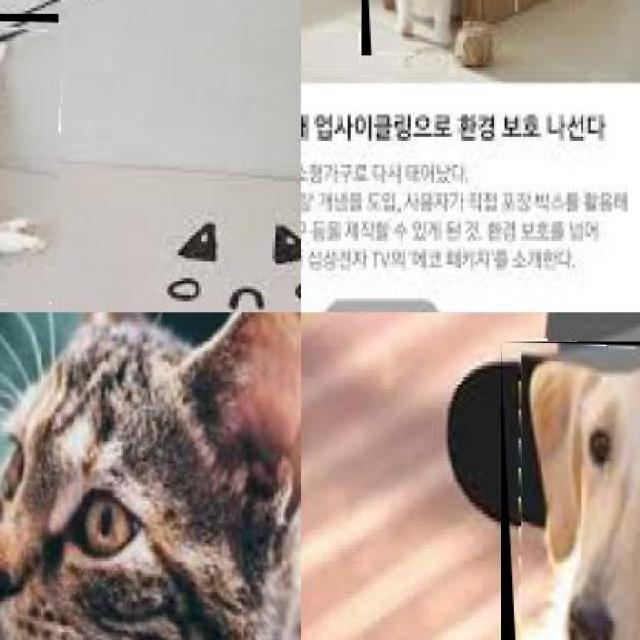 업사이클링으로 환경 보호 나선다
소형가구로 다시 태어났다.
개념을 도입, 사용자가 직접 포장 박스를 활용해
등을 제작할 수 있게 된 것. 환경 보호를 넘어
삼성전자 TV의 '에코 패키지'를 소개한다.